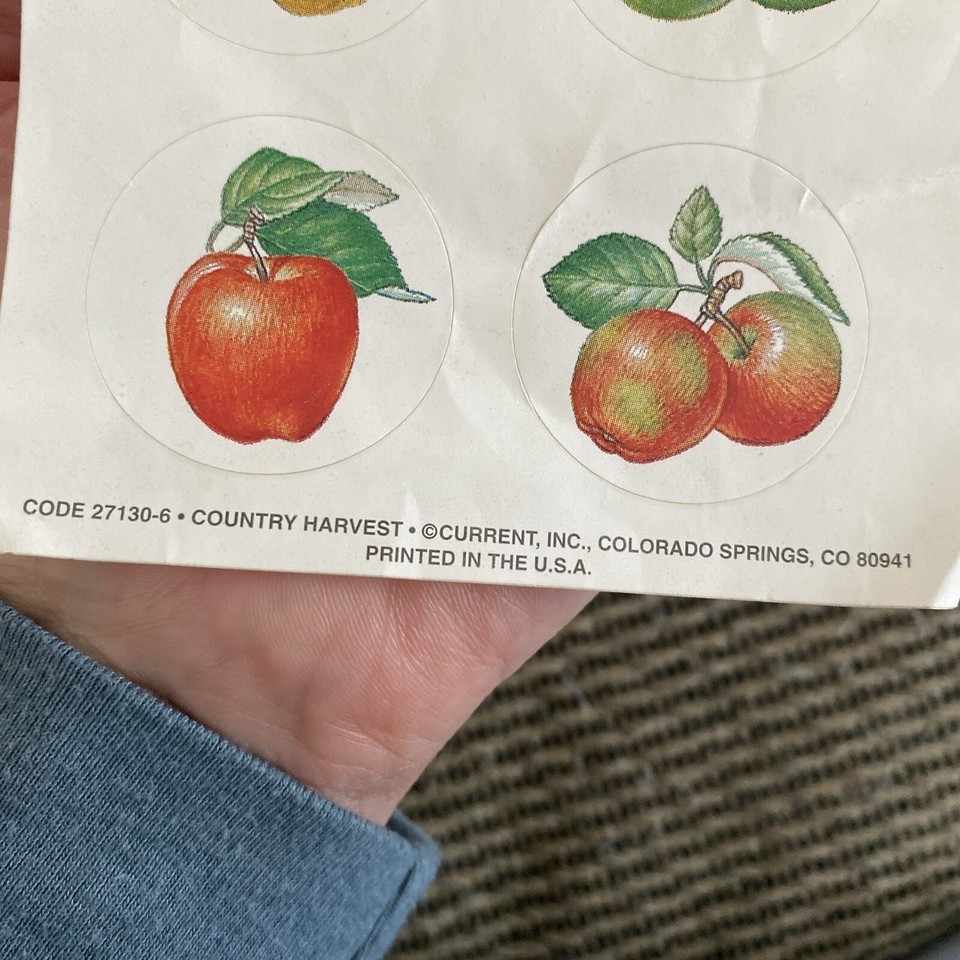 CODE 27130-6 • COUNTRY HARVEST • ©CURRENT, INC., COLORADO SPRINGS, CO 80941
PRINTED IN THE U.S.A.